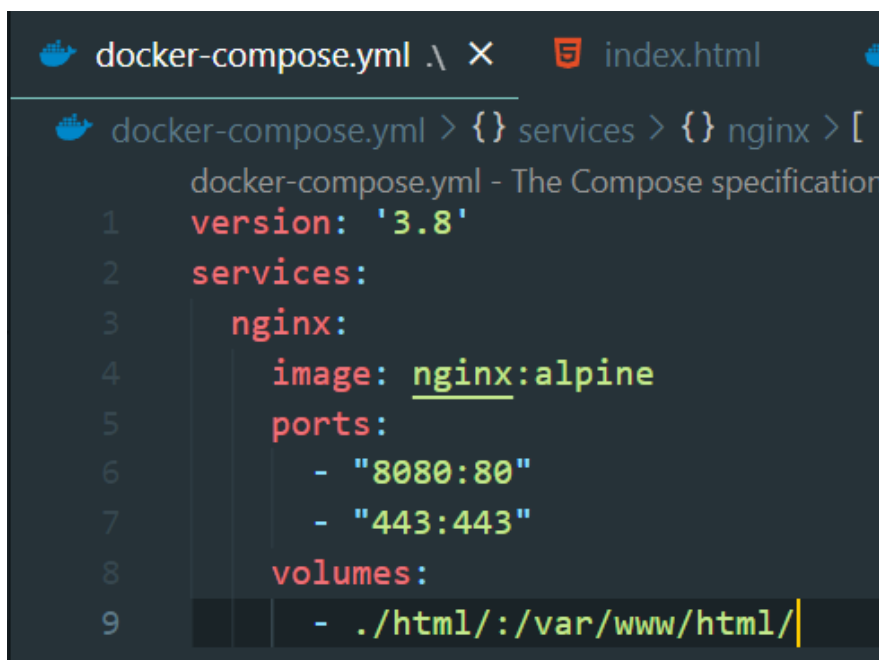 docker-compose.yml .\ × index.html
docker-compose.yml > {} services > {} nginx > [
docker-compose.yml - The Compose specification
1 version: '3.8'
2 services:
3   nginx:
4     image: nginx:alpine
5     ports:
6       - "8080:80"
7       - "443:443"
8     volumes:
9       - ./html/:/var/www/html/